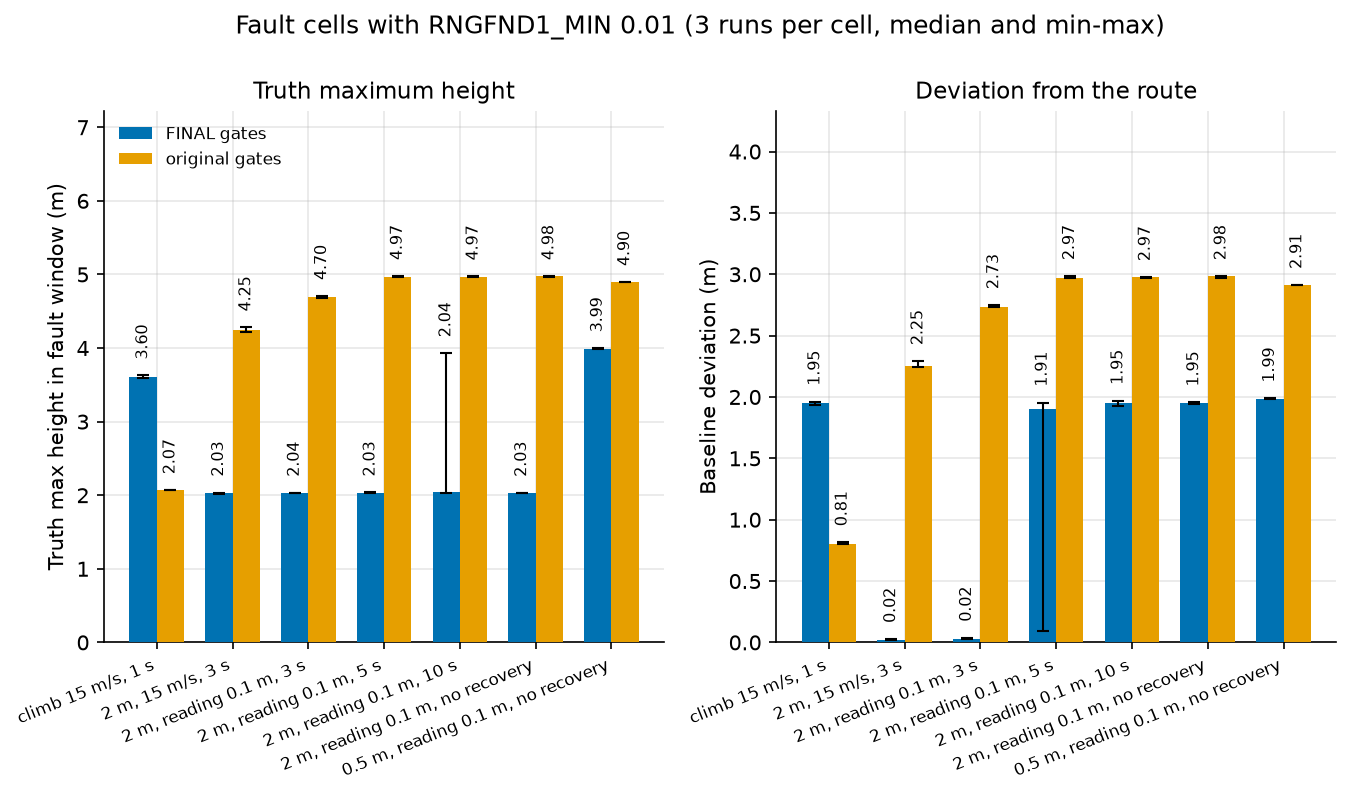 Fault cells with RNGFND1_MIN 0.01 (3 runs per cell, median and min-max)
Truth maximum height
Truth max height in fault window (m)
7
6
5
4
3
2
1
0
FINAL gates
original gates
3.60
2.07
2.03
4.25
2.04
4.70
2.03
4.97
2.04
4.97
2.03
4.98
3.99
4.90
climb 15 m/s, 1 s
2 m, 15 m/s, 3 s
2 m, reading 0.1 m, 3 s
2 m, reading 0.1 m, 5 s
2 m, reading 0.1 m, 10 s
2 m, reading 0.1 m, no recovery
0.5 m, reading 0.1 m, no recovery
Deviation from the route
Baseline deviation (m)
4.0
3.5
3.0
2.5
2.0
1.5
1.0
0.5
0.0
1.95
0.81
0.02
2.25
0.02
2.73
1.91
2.97
1.95
2.97
1.95
2.98
1.99
2.91
climb 15 m/s, 1 s
2 m, 15 m/s, 3 s
2 m, reading 0.1 m, 3 s
2 m, reading 0.1 m, 5 s
2 m, reading 0.1 m, 10 s
2 m, reading 0.1 m, no recovery
0.5 m, reading 0.1 m, no recovery